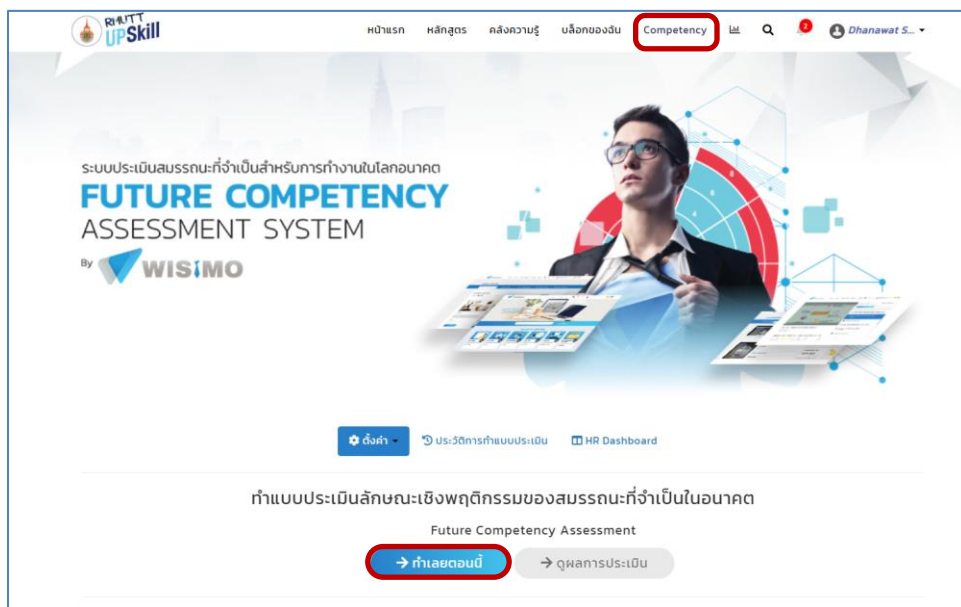 RMUTT
UPSkill
หน้าแรก หลักสูตร คลังความรู้ บล็อกของฉัน Competency 2 Dhanawat S...
ระบบประเมินสมรรถนะที่จำเป็นสำหรับการทำงานในโลกอนาคต
FUTURE COMPETENCY
ASSESSMENT SYSTEM
By WISIMO
ตั้งค่า ประวัติการทำแบบประเมิน HR Dashboard
ทำแบบประเมินลักษณะเชิงพฤติกรรมของสมรรถนะที่จำเป็นในอนาคต
Future Competency Assessment
→ ทำเลยตอนนี้ → ดูผลการประเมิน